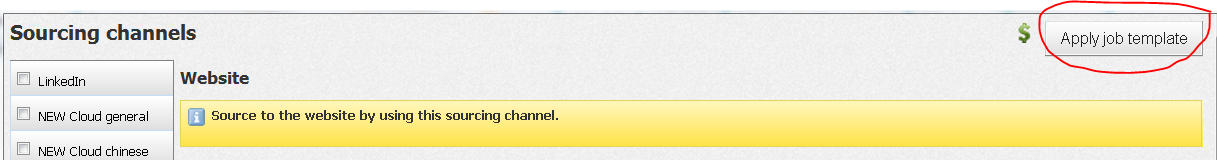 Sourcing channels
$ Apply job template
LinkedIn
NEW Cloud general
NEW Cloud chinese
Website
Source to the website by using this sourcing channel.